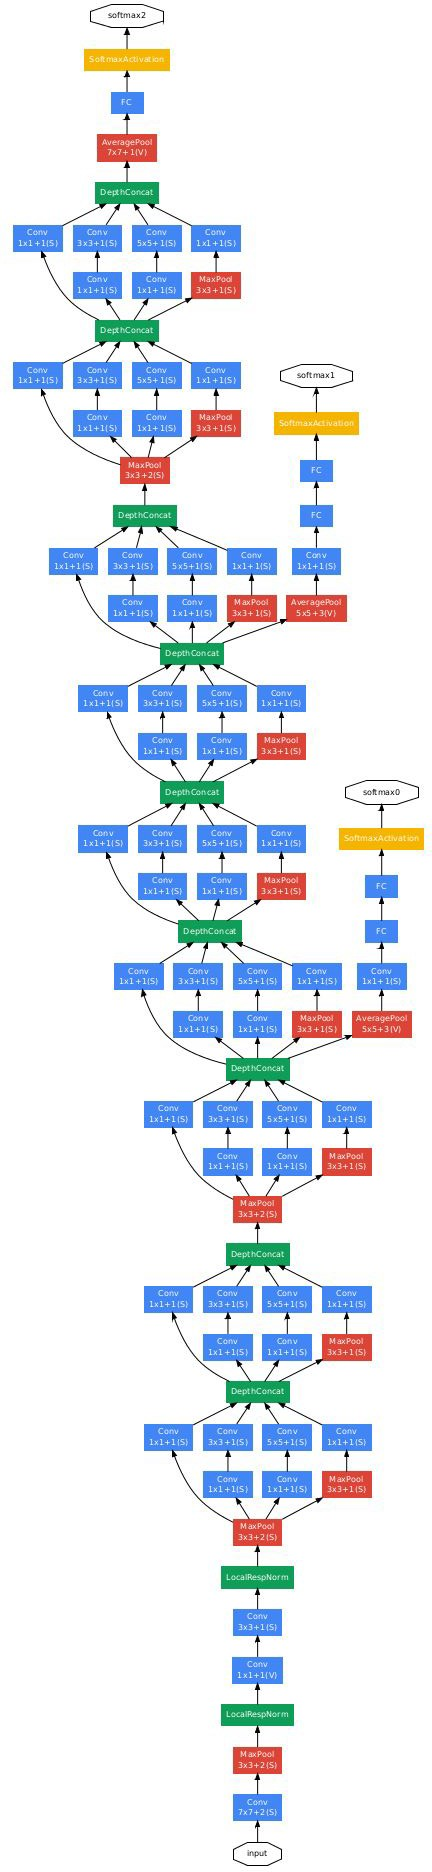 softmax2
SoftmaxActivation
FC
AveragePool
7x7+1(V)
DepthConcat
Conv
1x1+1(S)
Conv
3x3+1(S)
Conv
5x5+1(S)
Conv
1x1+1(S)
Conv
1x1+1(S)
Conv
1x1+1(S)
MaxPool
3x3+1(S)
DepthConcat
Conv
1x1+1(S)
Conv
3x3+1(S)
Conv
5x5+1(S)
Conv
1x1+1(S)
softmax1
Conv
1x1+1(S)
Conv
1x1+1(S)
MaxPool
3x3+1(S)
SoftmaxActivation
MaxPool
3x3+2(S)
FC
DepthConcat
FC
Conv
1x1+1(S)
Conv
3x3+1(S)
Conv
5x5+1(S)
Conv
1x1+1(S)
Conv
1x1+1(S)
Conv
1x1+1(S)
Conv
1x1+1(S)
MaxPool
3x3+1(S)
AveragePool
5x5+3(V)
DepthConcat
Conv
1x1+1(S)
Conv
3x3+1(S)
Conv
5x5+1(S)
Conv
1x1+1(S)
Conv
1x1+1(S)
Conv
1x1+1(S)
MaxPool
3x3+1(S)
DepthConcat
softmax0
Conv
1x1+1(S)
Conv
3x3+1(S)
Conv
5x5+1(S)
Conv
1x1+1(S)
SoftmaxActivation
Conv
1x1+1(S)
Conv
1x1+1(S)
MaxPool
3x3+1(S)
FC
DepthConcat
FC
Conv
1x1+1(S)
Conv
3x3+1(S)
Conv
5x5+1(S)
Conv
1x1+1(S)
Conv
1x1+1(S)
Conv
1x1+1(S)
Conv
1x1+1(S)
MaxPool
3x3+1(S)
AveragePool
5x5+3(V)
DepthConcat
Conv
1x1+1(S)
Conv
3x3+1(S)
Conv
5x5+1(S)
Conv
1x1+1(S)
Conv
1x1+1(S)
Conv
1x1+1(S)
MaxPool
3x3+1(S)
MaxPool
3x3+2(S)
DepthConcat
Conv
1x1+1(S)
Conv
3x3+1(S)
Conv
5x5+1(S)
Conv
1x1+1(S)
Conv
1x1+1(S)
Conv
1x1+1(S)
MaxPool
3x3+1(S)
DepthConcat
Conv
1x1+1(S)
Conv
3x3+1(S)
Conv
5x5+1(S)
Conv
1x1+1(S)
Conv
1x1+1(S)
Conv
1x1+1(S)
MaxPool
3x3+1(S)
MaxPool
3x3+2(S)
LocalRespNorm
Conv
3x3+1(S)
Conv
1x1+1(V)
LocalRespNorm
MaxPool
3x3+2(S)
Conv
7x7+2(S)
input